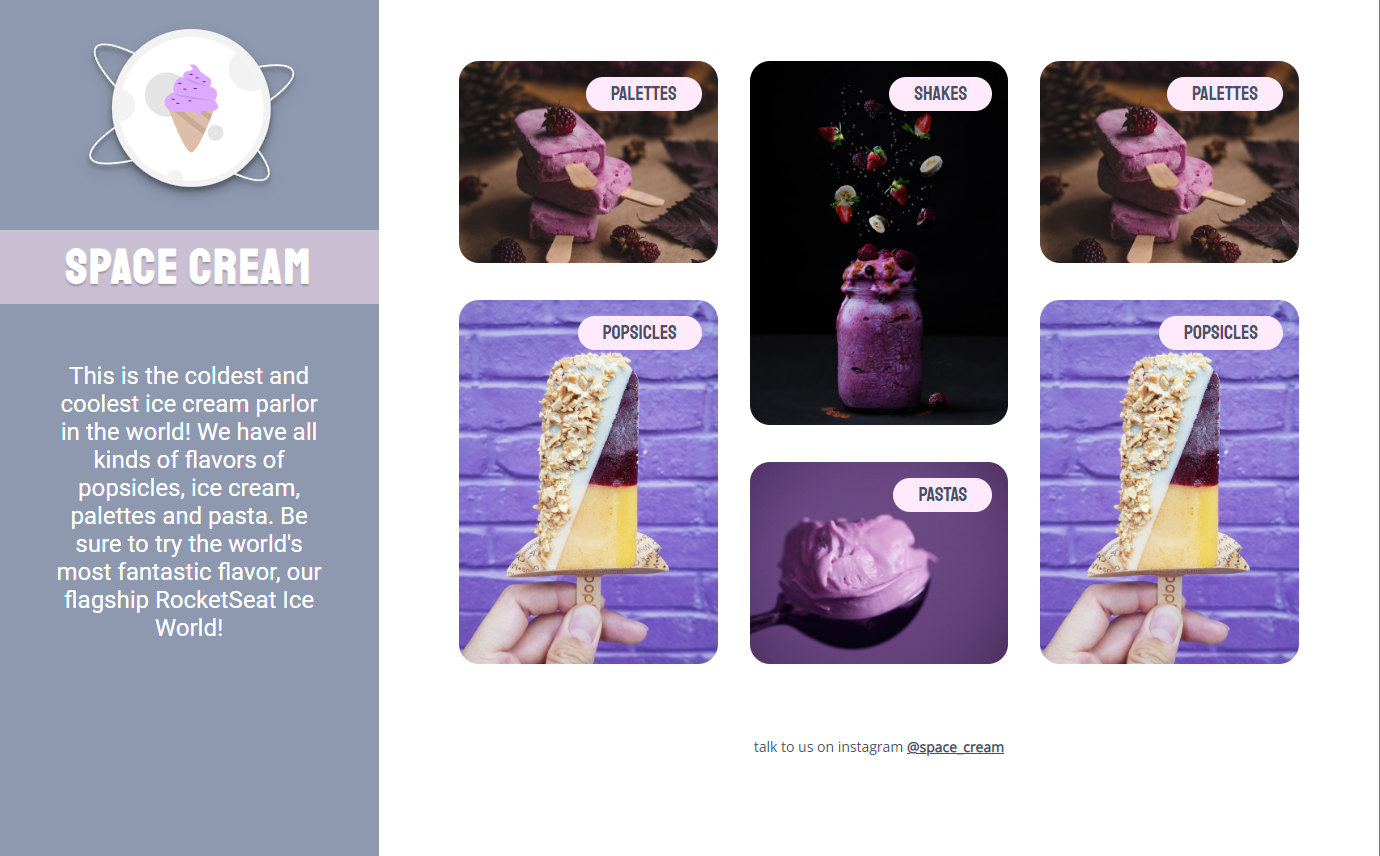 SPACE CREAM
This is the coldest and
coolest ice cream parlor
in the world! We have all
kinds of flavors of
popsicles, ice cream,
palettes and pasta. Be
sure to try the world's
most fantastic flavor, our
flagship RocketSeat Ice
World!
PALETTES
SHAKES
PALETTES
POPSICLES
POPSICLES
PASTAS
talk to us on instagram @space_cream